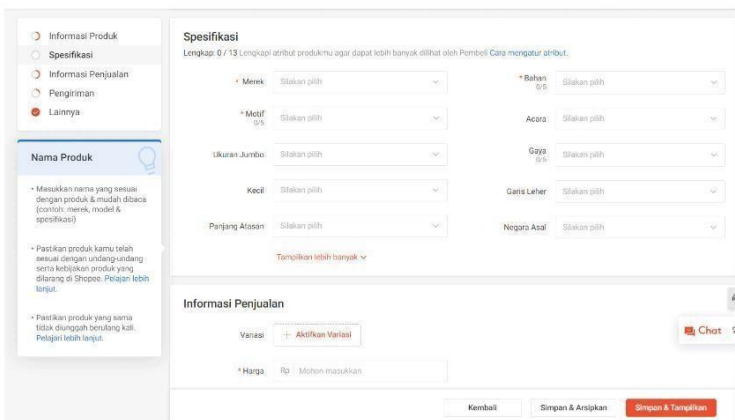 Informasi Produk
Spesifikasi
Informasi Penjualan
Pengiriman
Lainnya
Nama Produk
• Masukkan nama yang sesuai
dengan produk & mudah dibaca
(contoh: merek, model &
spesifikasi)
• Pastikan produk kamu telah
sesuai dengan undang-undang
serta kebijakan produk yang
dilarang di Shopee. Pelajari lebih
lanjut.
• Pastikan produk yang sama
tidak diunggah berulang kali.
Pelajari lebih lanjut.
Spesifikasi
Lengkap: 0 / 13 Lengkapi atribut produkmu agar dapat lebih banyak dilihat oleh Pembeli Cara mengatur atribut.
* Merek Silakan pilih
* Bahan 0/5 Silakan pilih
* Motif 0/5 Silakan pilih
Acara Silakan pilih
Ukuran Jumbo Silakan pilih
Gaya 0/5 Silakan pilih
Kecil Silakan pilih
Garis Leher Silakan pilih
Panjang Atasan Silakan pilih
Negara Asal Silakan pilih
Tampilkan lebih banyak
Informasi Penjualan
Variasi + Aktifkan Variasi
* Harga Rp Mohon masukkan
Chat
Kembali Simpan & Arsipkan Simpan & Tampilkan